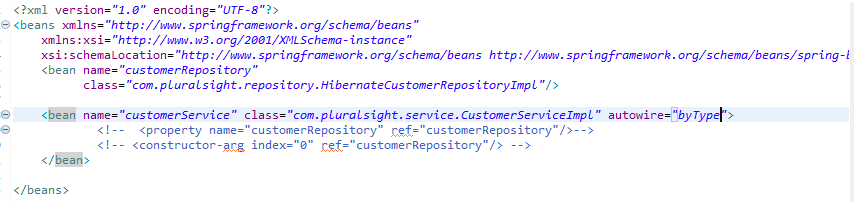 <?xml version="1.0" encoding="UTF-8"?>
<beans xmlns="http://www.springframework.org/schema/beans"
xmlns:xsi="http://www.w3.org/2001/XMLSchema-instance"
xsi:schemaLocation="http://www.springframework.org/schema/beans http://www.springframework.org/schema/beans/spring-b
<bean name="customerRepository"
class="com.pluralsight.repository.HibernateCustomerRepositoryImpl"/>
<bean name="customerService" class="com.pluralsight.service.CustomerServiceImpl" autowire="byType">
<!-- <property name="customerRepository" ref="customerRepository"/>-->
<!-- <constructor-arg index="0" ref="customerRepository"/> -->
</bean>
</beans>